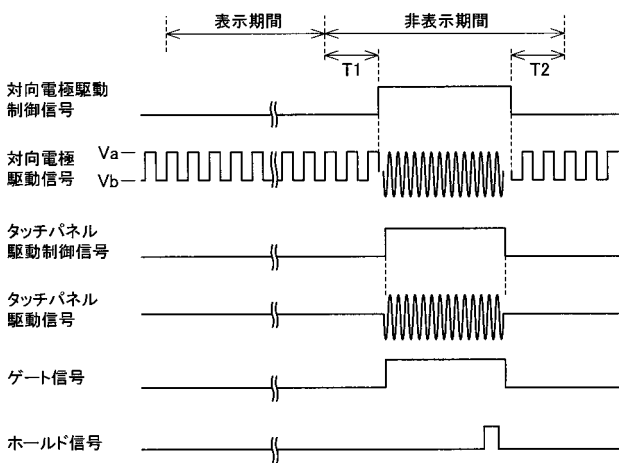 表示期間
非表示期間
T1
T2
対向電極駆動
制御信号
対向電極
駆動信号
Va
Vb
タッチパネル
駆動制御信号
タッチパネル
駆動信号
ゲート信号
ホールド信号